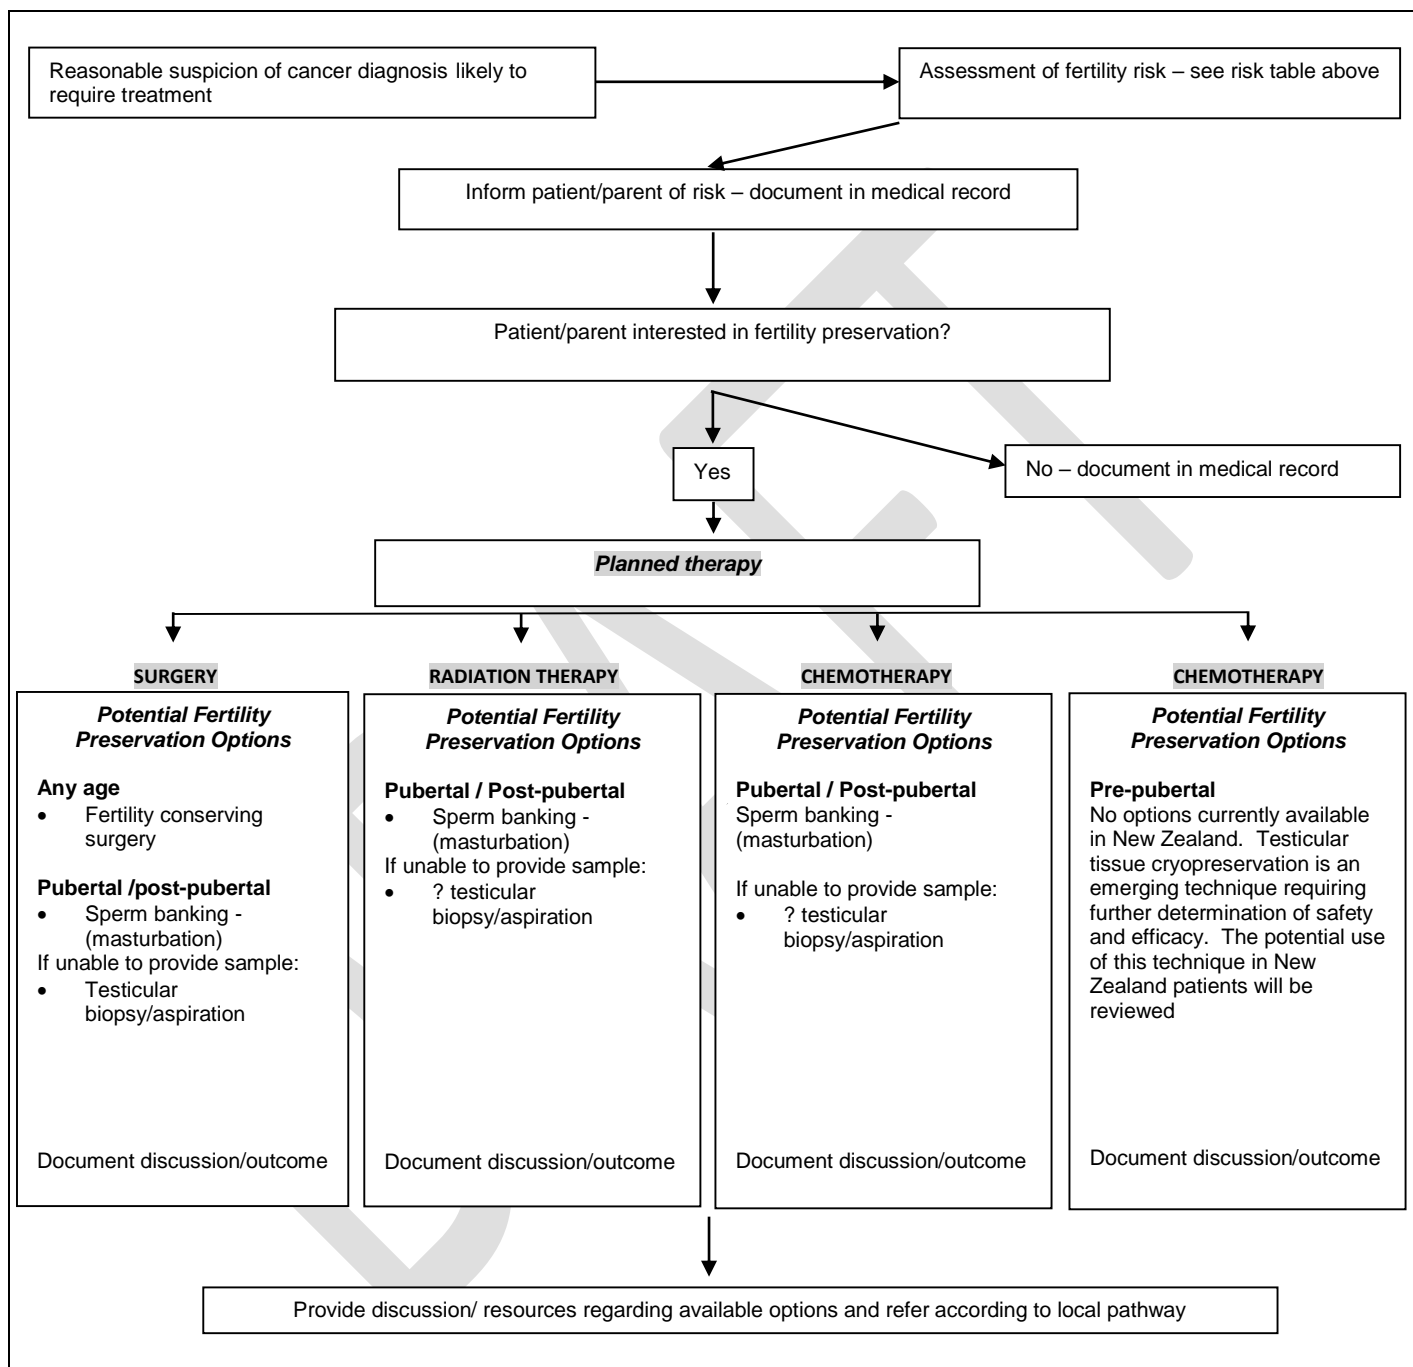 Reasonable suspicion of cancer diagnosis likely to
require treatment
Assessment of fertility risk – see risk table above
Inform patient/parent of risk – document in medical record
Patient/parent interested in fertility preservation?
Yes
No – document in medical record
Planned therapy
SURGERY
Potential Fertility
Preservation Options
Any age
• Fertility conserving
surgery
Pubertal /post-pubertal
• Sperm banking -
(masturbation)
If unable to provide sample:
• Testicular
biopsy/aspiration
Document discussion/outcome
RADIATION THERAPY
Potential Fertility
Preservation Options
Pubertal / Post-pubertal
• Sperm banking -
(masturbation)
If unable to provide sample:
• ? testicular
biopsy/aspiration
Document discussion/outcome
CHEMOTHERAPY
Potential Fertility
Preservation Options
Pubertal / Post-pubertal
Sperm banking -
(masturbation)
If unable to provide sample:
• ? testicular
biopsy/aspiration
Document discussion/outcome
CHEMOTHERAPY
Potential Fertility
Preservation Options
Pre-pubertal
No options currently available
in New Zealand.  Testicular
tissue cryopreservation is an
emerging technique requiring
further determination of safety
and efficacy.  The potential use
of this technique in New
Zealand patients will be
reviewed
Document discussion/outcome
Provide discussion/ resources regarding available options and refer according to local pathway
DRAFT